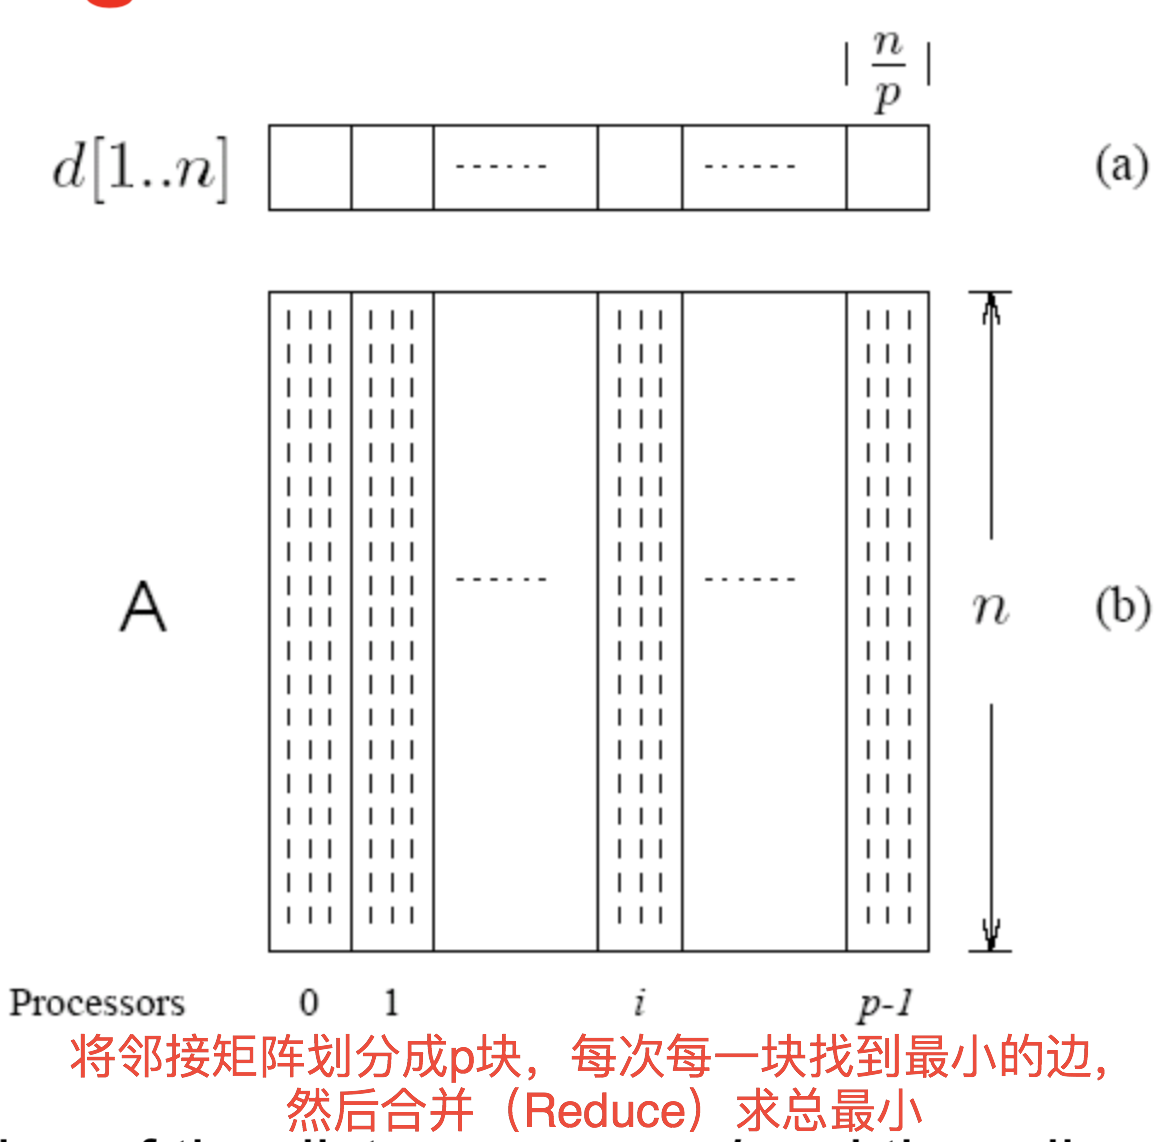 n
p
d[1..n]
(a)
A
n
(b)
Processors 0 1 i p-1
将邻接矩阵划分成p块，每次每一块找到最小的边，
然后合并（Reduce）求总最小